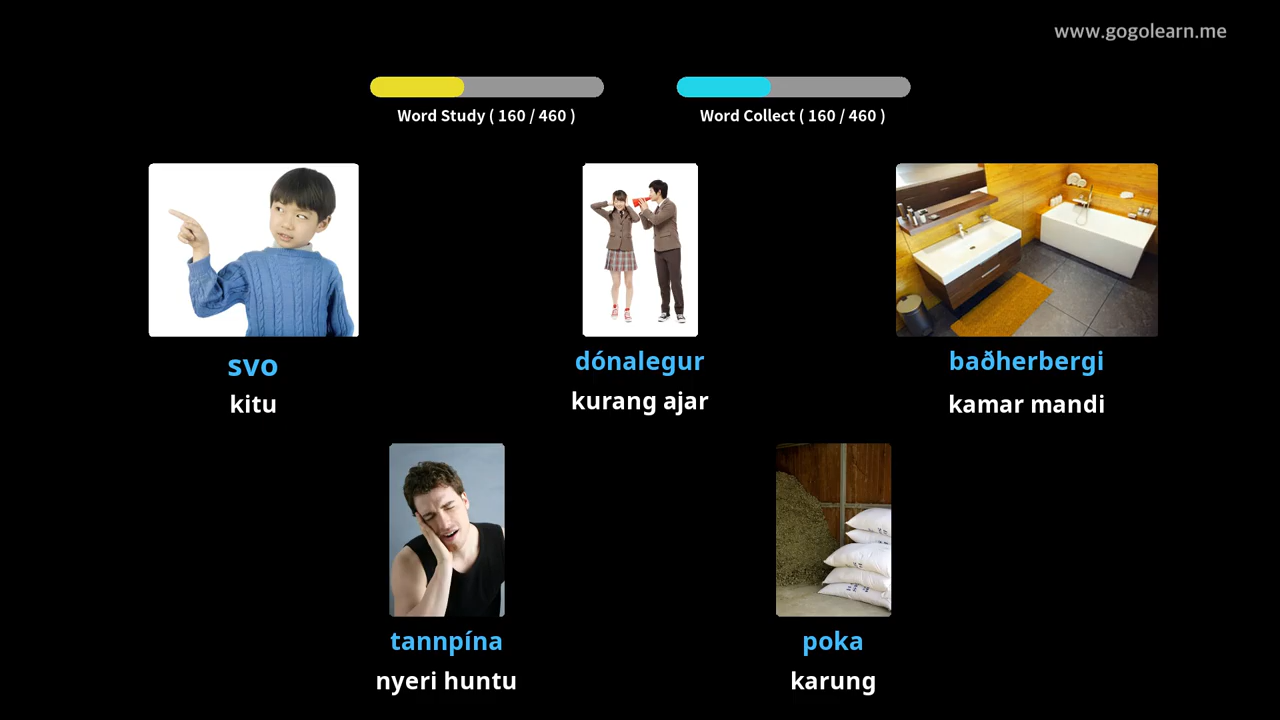 www.gogolearn.me
Word Study ( 160 / 460 )
Word Collect ( 160 / 460 )
svo
kitu
dónalegur
kurang ajar
baðherbergi
kamar mandi
tannpína
nyeri huntu
poka
karung